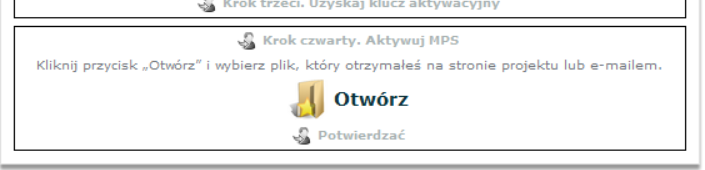 Krok trzeci. Uzyskaj klucz aktywacyjny
Krok czwarty. Aktywuj MPS
Kliknij przycisk „Otwórz” i wybierz plik, który otrzymałeś na stronie projektu lub e-mailem.
Otwórz
Potwierdzać